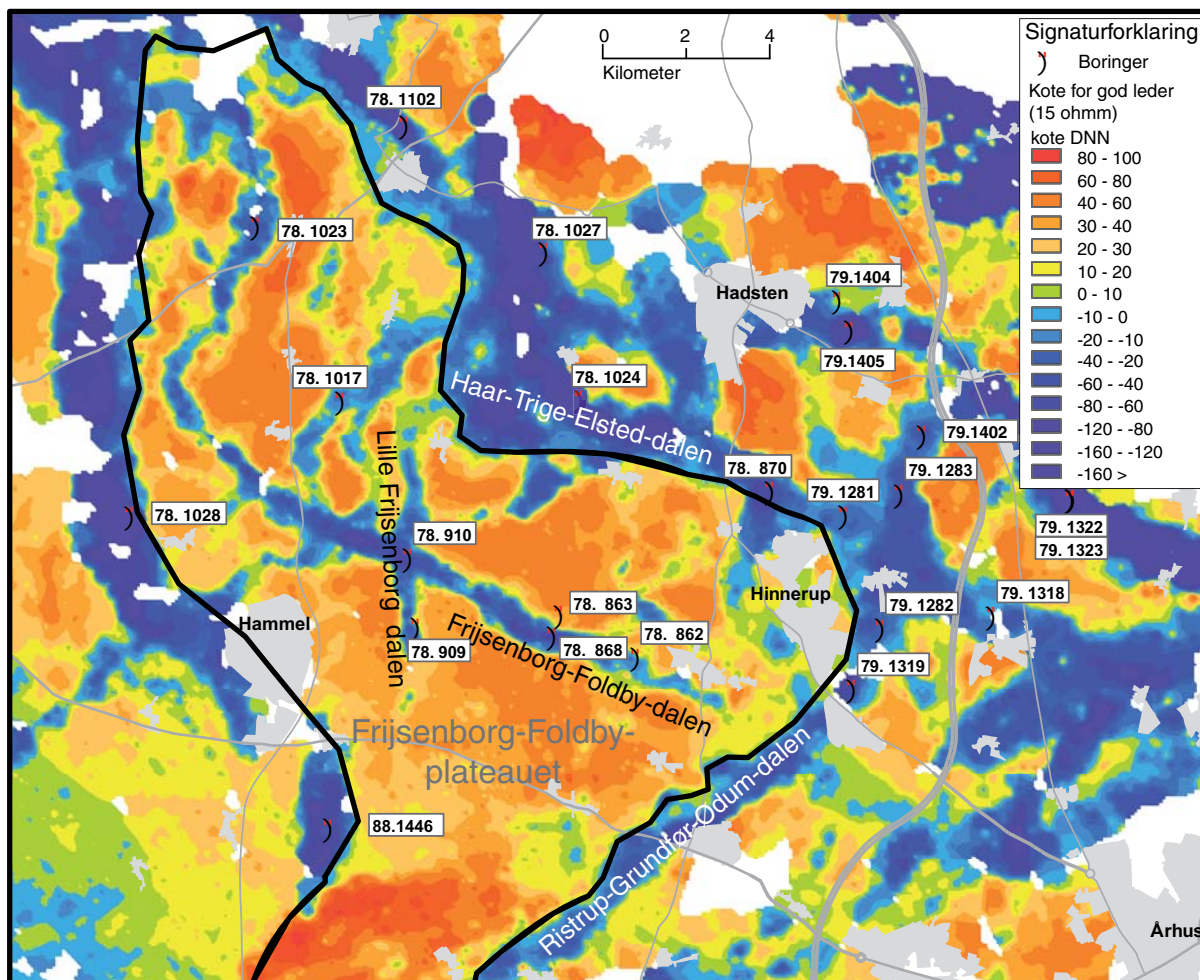 0 2 4
Kilometer
Signaturforklaring
Boringer
Kote for god leder
(15 ohmm)
kote DNN
80 - 100
60 - 80
40 - 60
30 - 40
20 - 30
10 - 20
0 - 10
-10 - 0
-20 - -10
-40 - -20
-60 - -40
-80 - -60
-120 - -80
-160 - -120
-160 >
78. 1102
78. 1023
78. 1027
Hadsten
79.1404
79.1405
78. 1017
78. 1024
Haar-Trige-Elsted-dalen
79.1402
78. 870
79. 1283
79. 1281
79. 1322
79. 1323
78. 1028
78. 910
Lille Frijsenborg dalen
Hinnerup
78. 863
79. 1282
79. 1318
Hammel
78. 909
78. 868
78. 862
79. 1319
Frijsenborg-Foldby-dalen
Frijsenborg-Foldby-
plateauet
88.1446
Ristrup-Grundfør-Ødum-dalen
Århus